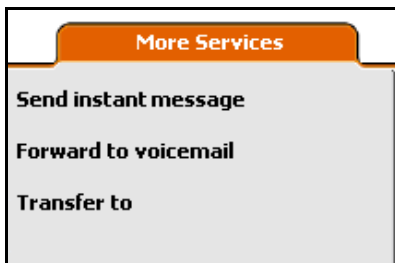 More Services
Send instant message
Forward to voicemail
Transfer to